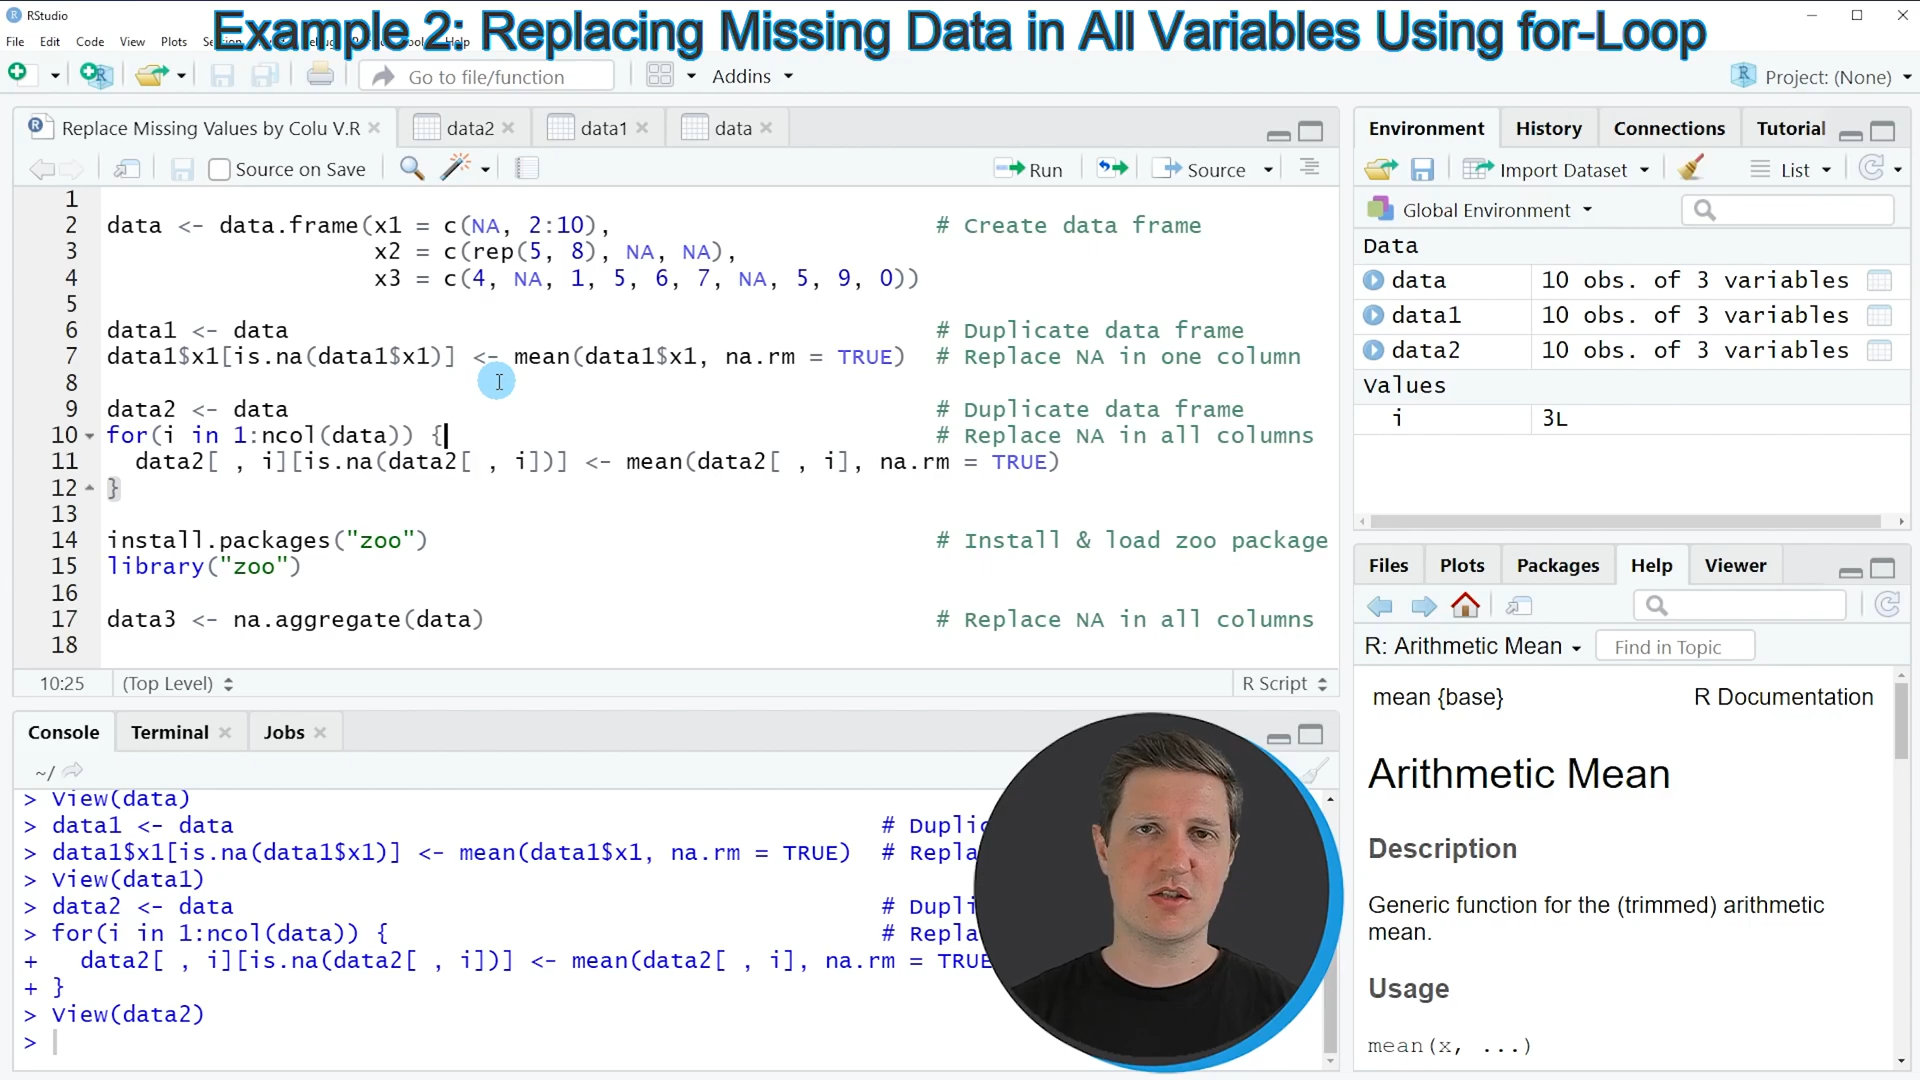 RStudio
Example 2: Replacing Missing Data in All Variables Using for-Loop
File Edit Code View Plots Help
Go to file/function Addins Project: (None)
Replace Missing Values by Colu V.R data2 data1 data
Source on Save Run Source
1
2 data <- data.frame(x1 = c(NA, 2:10), # Create data frame
3 x2 = c(rep(5, 8), NA, NA),
4 x3 = c(4, NA, 1, 5, 6, 7, NA, 5, 9, 0))
5
6 data1 <- data # Duplicate data frame
7 data1$x1[is.na(data1$x1)] <- mean(data1$x1, na.rm = TRUE) # Replace NA in one column
8
9 data2 <- data # Duplicate data frame
10 for(i in 1:ncol(data)) { # Replace NA in all columns
11 data2[ , i][is.na(data2[ , i])] <- mean(data2[ , i], na.rm = TRUE)
12 }
13
14 install.packages("zoo") # Install & load zoo package
15 library("zoo")
16
17 data3 <- na.aggregate(data) # Replace NA in all columns
18
10:25 (Top Level) R Script
Console Terminal Jobs
~/
> View(data)
> data1 <- data # Duplic
> data1$x1[is.na(data1$x1)] <- mean(data1$x1, na.rm = TRUE) # Repla
> View(data1)
> data2 <- data # Dupli
> for(i in 1:ncol(data)) { # Repla
+ data2[ , i][is.na(data2[ , i])] <- mean(data2[ , i], na.rm = TRUE
+ }
> View(data2)
>
Environment History Connections Tutorial
Import Dataset List
Global Environment
Data
data 10 obs. of 3 variables
data1 10 obs. of 3 variables
data2 10 obs. of 3 variables
Values
i 3L
Files Plots Packages Help Viewer
R: Arithmetic Mean Find in Topic
mean {base} R Documentation
Arithmetic Mean
Description
Generic function for the (trimmed) arithmetic
mean.
Usage
mean(x, ...)